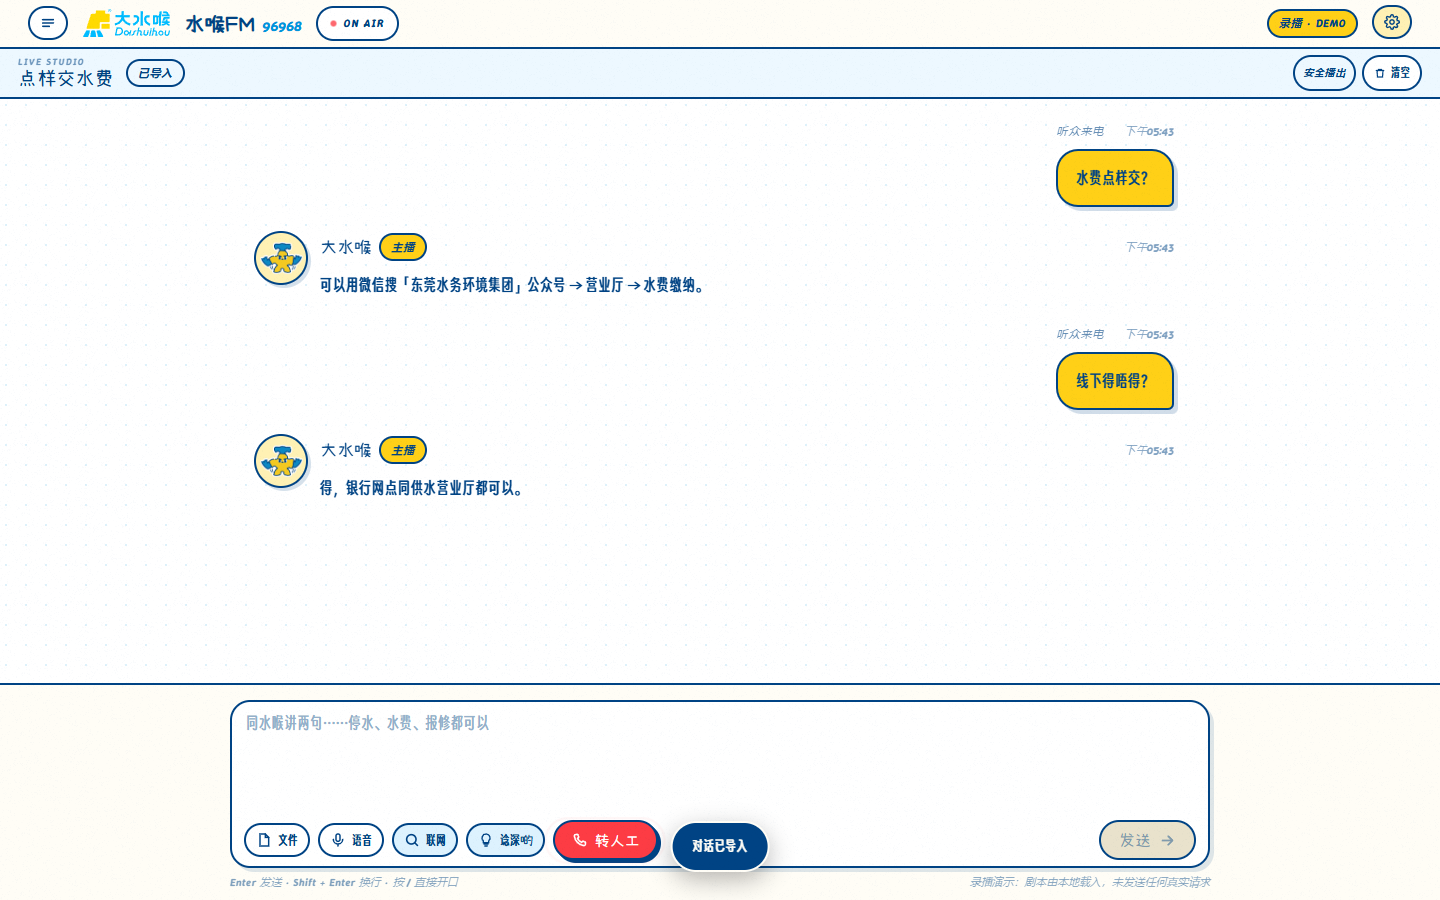 大水喉
Daishuihau
水喉FM 96968
ON AIR
录播 · DEMO
LIVE STUDIO
点样交水费
已导入
安全播出
清空
听众来电 下午05:43
水费点样交？
大水喉 主播 下午05:43
可以用微信搜「东莞水务环境集团」公众号 → 营业厅 → 水费缴纳。
听众来电 下午05:43
线下得唔得？
大水喉 主播 下午05:43
得，银行网点同供水营业厅都可以。
同水喉讲两句……停水、水费、报修都可以
文件
语音
联网
谂深啲
转人工
对话已导入
发送 →
Enter 发送 · Shift + Enter 换行 · 按 / 直接开口
录播演示：剧本由本地载入，未发送任何真实请求